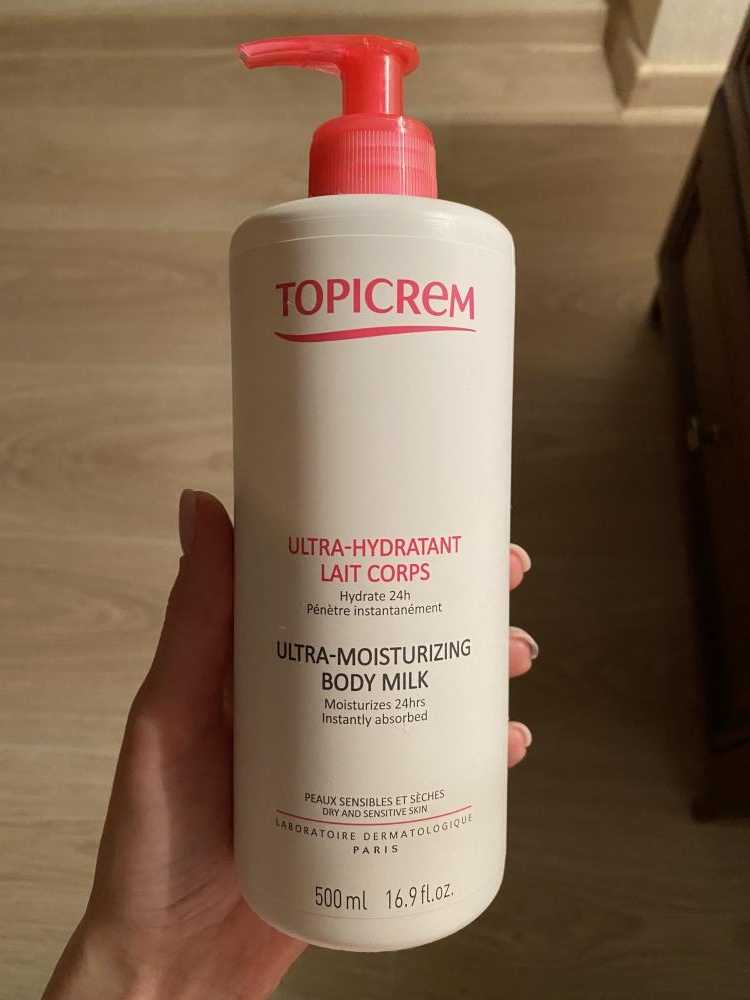 TOPICREM
ULTRA-HYDRATANT
LAIT CORPS
Hydrate 24h
Pénètre instantanément
ULTRA-MOISTURIZING
BODY MILK
Moisturizes 24hrs
Instantly absorbed
PEAUX SENSIBLES ET SÈCHES
DRY AND SENSITIVE SKIN
LABORATOIRE DERMATOLOGIQUE
PARIS
500 ml 16.9 fl.oz.